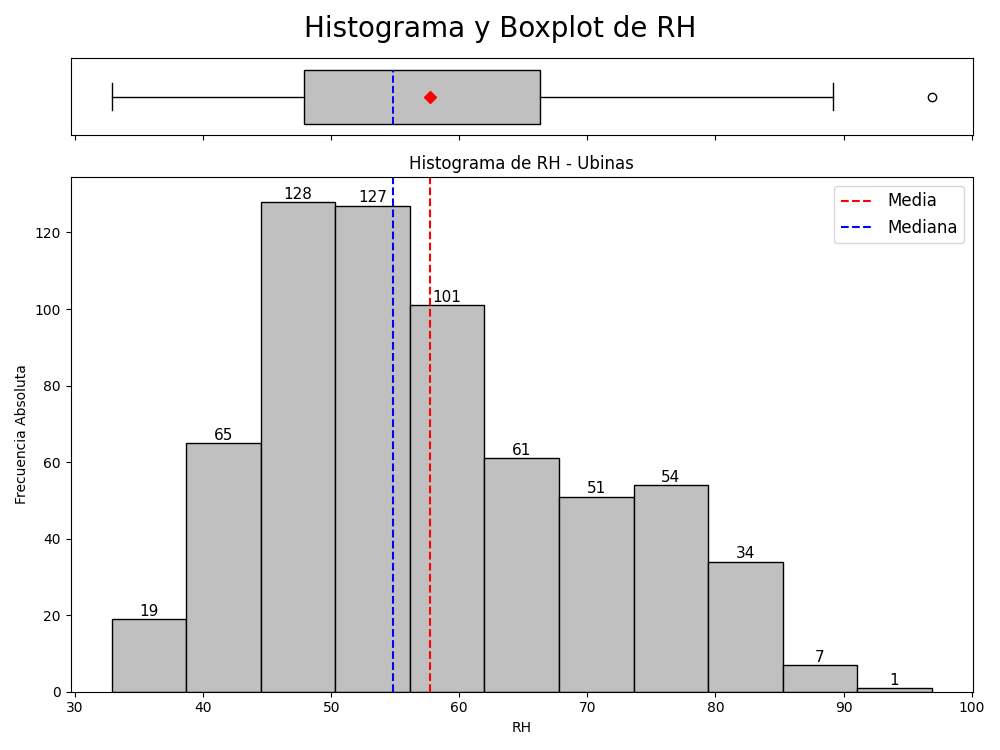 Histograma y Boxplot de RH
Histograma de RH - Ubinas
Media
Mediana
128
127
120
101
100
80
65
61
60
54
51
40
34
20
19
7
1
0
Frecuencia Absoluta
30 40 50 60 70 80 90 100
RH